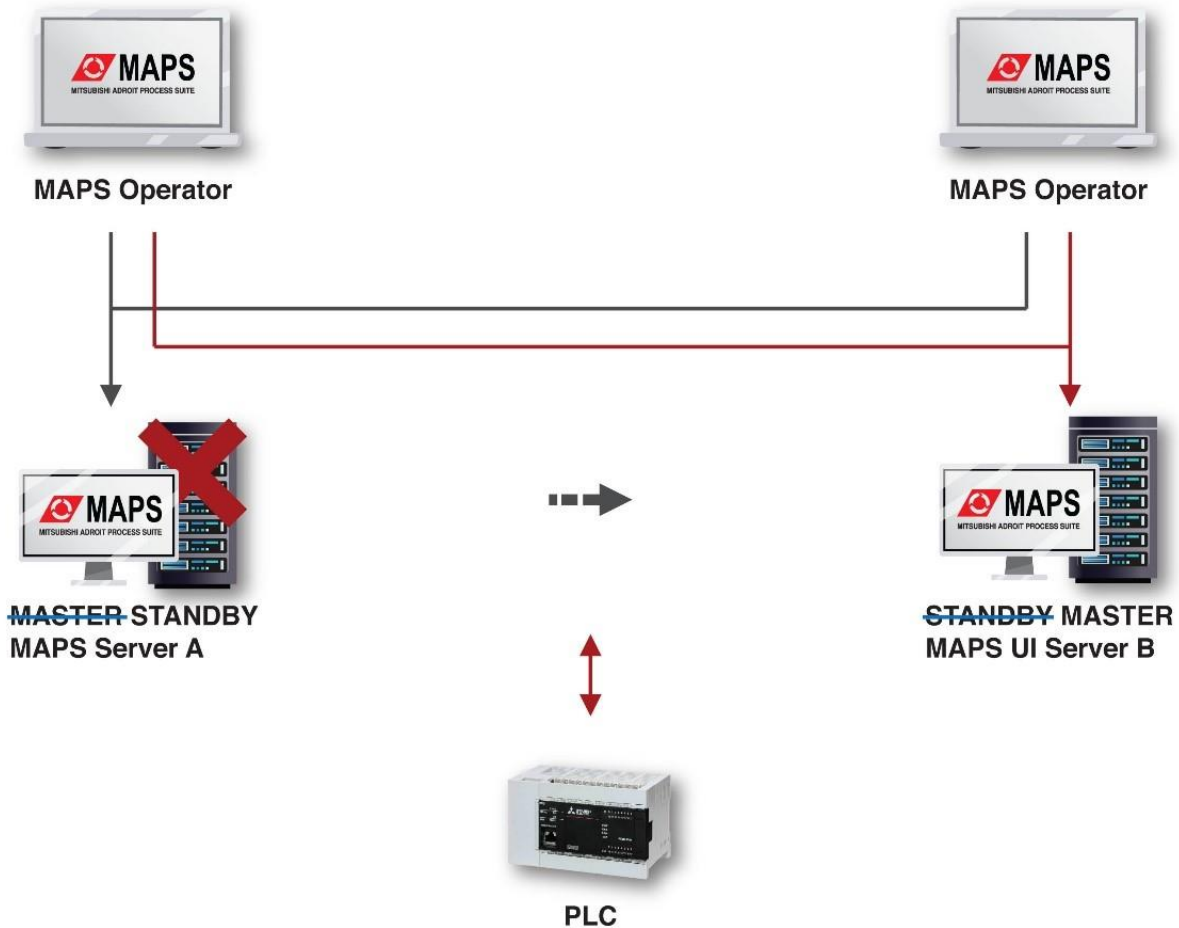 MAPS
MITSUBISHI ADROIT PROCESS SUITE
MAPS
MITSUBISHI ADROIT PROCESS SUITE
MAPS Operator
MAPS Operator
MAPS
MITSUBISHI ADROIT PROCESS SUITE
MAPS
MITSUBISHI ADROIT PROCESS SUITE
MASTER STANDBY
MAPS Server A
STANDBY MASTER
MAPS UI Server B
PLC